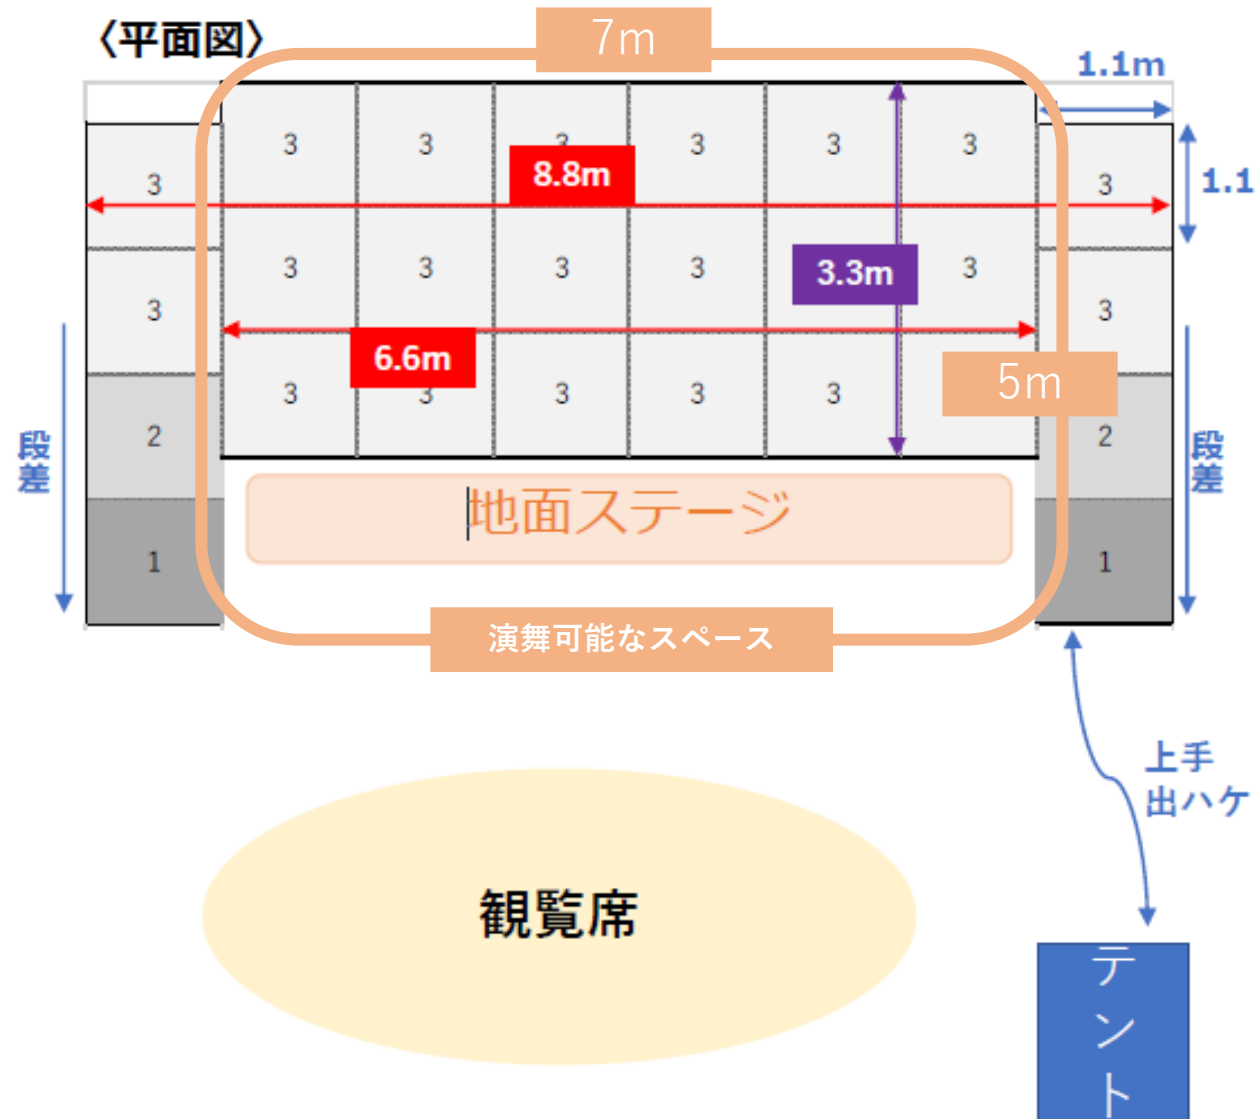 〈平面図〉
7m
1.1m
3 3 3 3 3 3
3 3
8.8m
1.1
3 3 3 3 3
3.3m
3 3
6.6m
3 3 3 3 3
5m
2 2
段差
段差
地面ステージ
1 1
演舞可能なスペース
上手
出ハケ
観覧席
テント